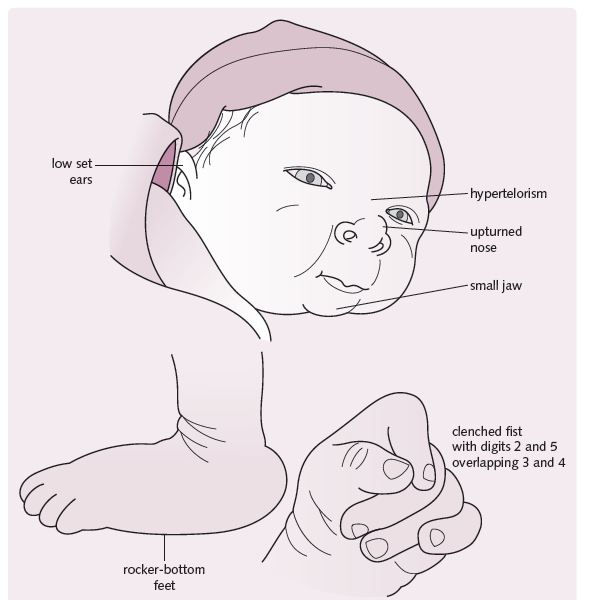 low set
ears
hypertelorism
upturned
nose
small jaw
clenched fist
with digits 2 and 5
overlapping 3 and 4
rocker-bottom
feet